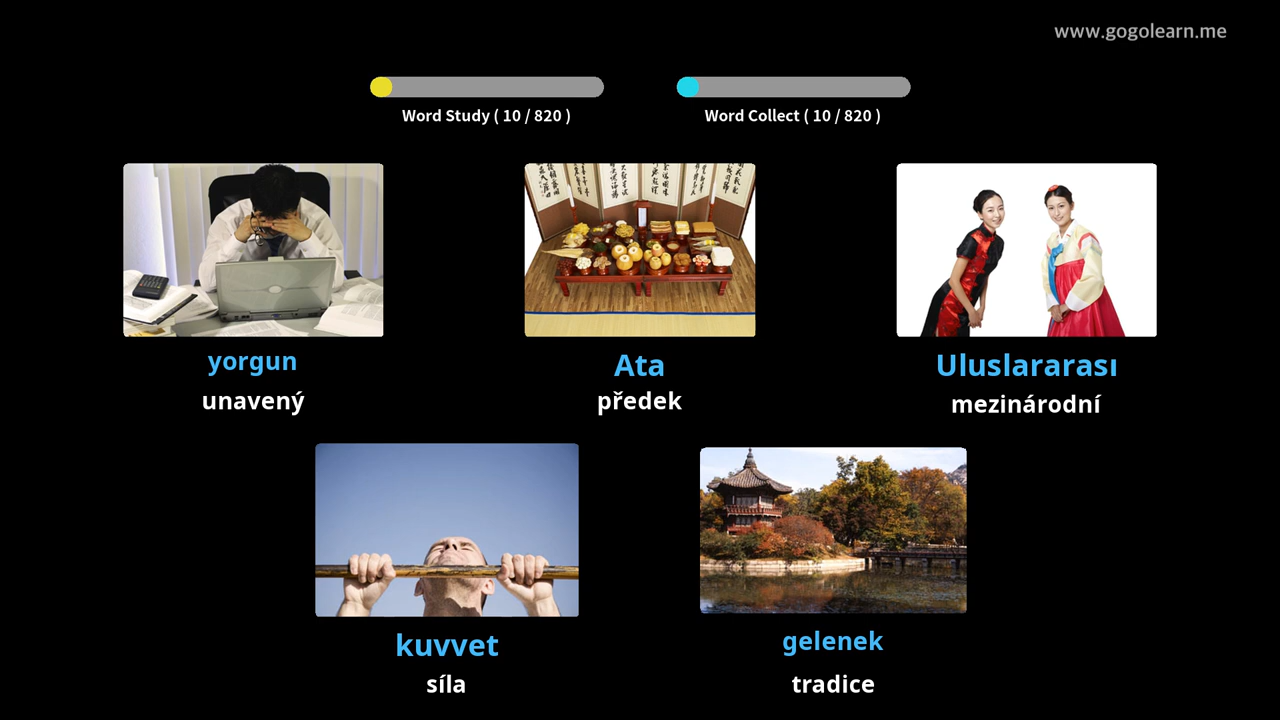 www.gogolearn.me
Word Study ( 10 / 820 )
Word Collect ( 10 / 820 )
yorgun
unavený
Ata
předek
Uluslararası
mezinárodní
kuvvet
síla
gelenek
tradice